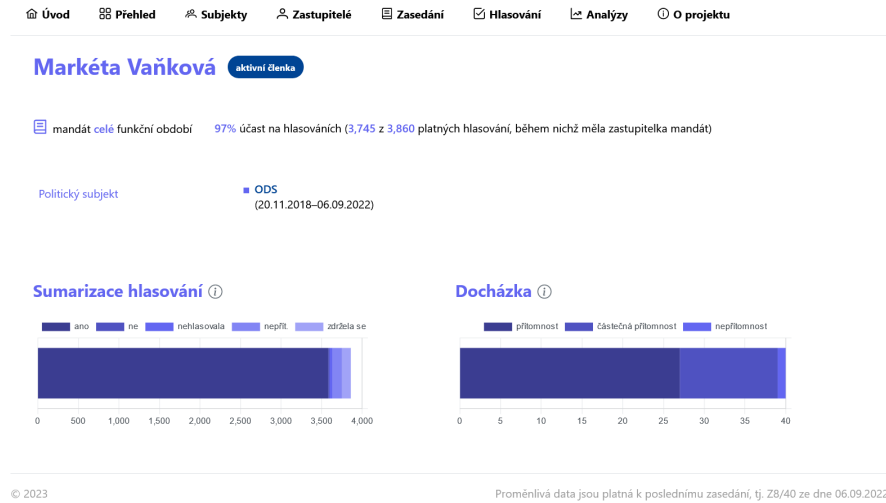 Úvod Přehled Subjekty Zastupitelé Zasedání Hlasování Analýzy O projektu
Markéta Vaňková aktivní členka
mandát celé funkční období 97% účast na hlasováních (3,745 z 3,860 platných hlasování, během nichž měla zastupitelka mandát)
Politický subjekt
ODS
(20.11.2018–06.09.2022)
Sumarizace hlasování
ano ne nehlasovala nepřít. zdržela se
0 500 1,000 1,500 2,000 2,500 3,000 3,500 4,000
Docházka
přítomnost částečná přítomnost nepřítomnost
0 5 10 15 20 25 30 35 40
© 2023 Proměnlivá data jsou platná k poslednímu zasedání, tj. Z8/40 ze dne 06.09.2022